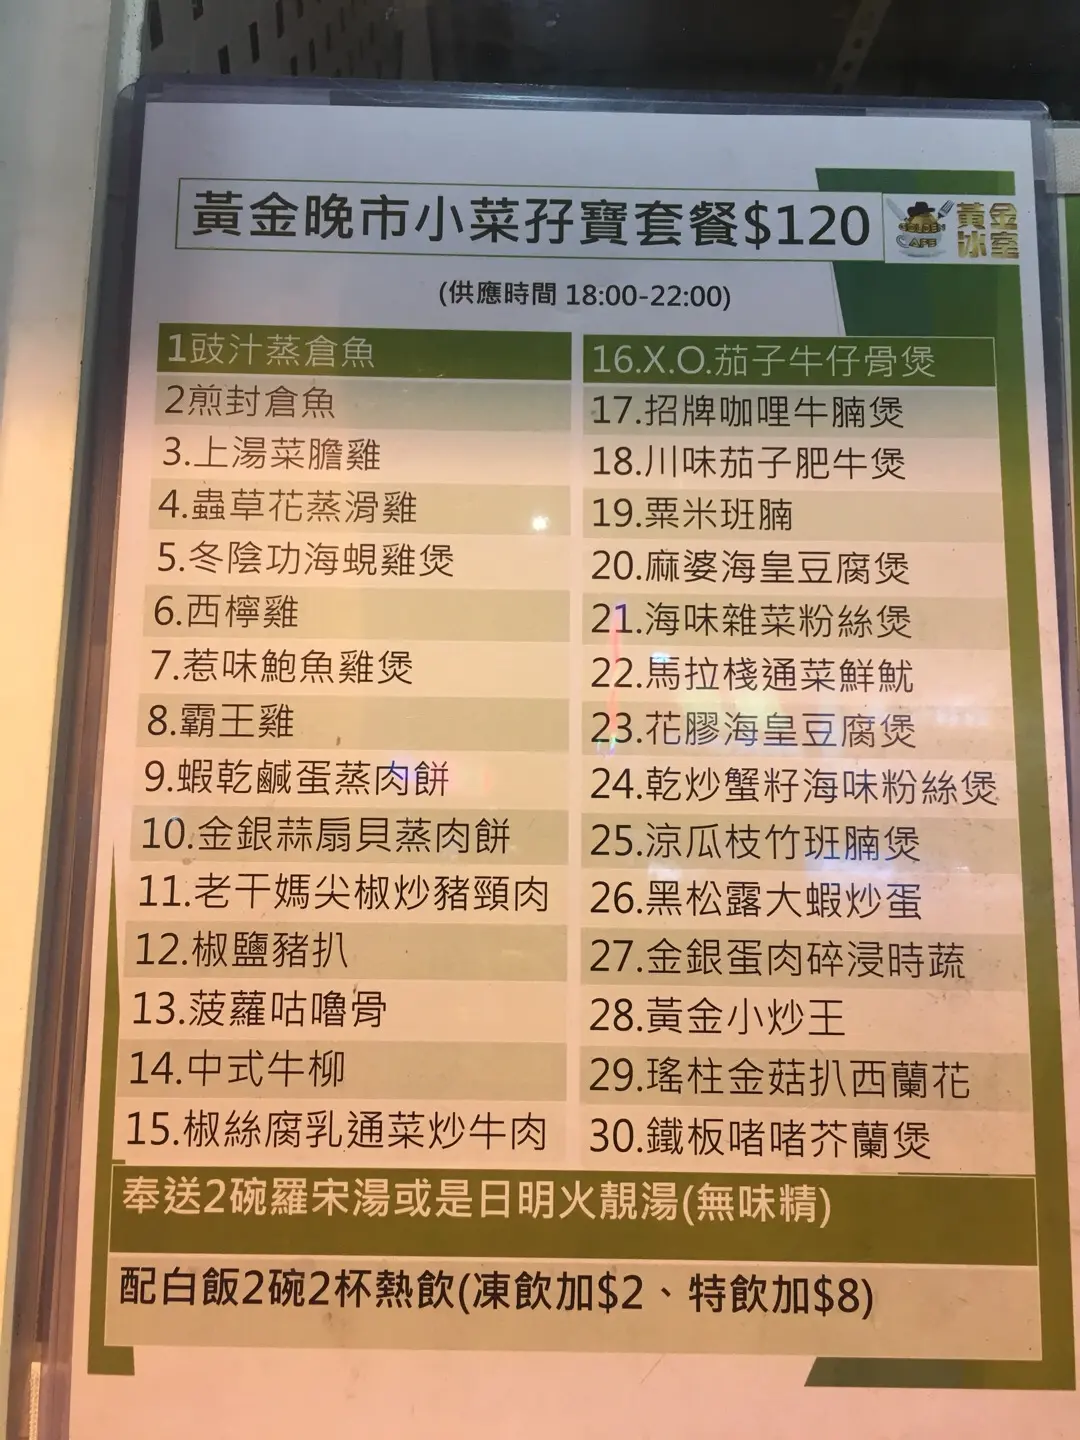 黃金晚市小菜孖寶套餐$120
GOLDEN CAFE
黃金冰室
(供應時間 18:00-22:00)
1豉汁蒸倉魚
2煎封倉魚
3.上湯菜膽雞
4.蟲草花蒸滑雞
5.冬陰功海蜆雞煲
6.西檸雞
7.惹味鮑魚雞煲
8.霸王雞
9.蝦乾鹹蛋蒸肉餅
10.金銀蒜扇貝蒸肉餅
11.老干媽尖椒炒豬頸肉
12.椒鹽豬扒
13.菠蘿咕嚕骨
14.中式牛柳
15.椒絲腐乳通菜炒牛肉
16.X.O.茄子牛仔骨煲
17.招牌咖哩牛腩煲
18.川味茄子肥牛煲
19.粟米班腩
20.麻婆海皇豆腐煲
21.海味雜菜粉絲煲
22.馬拉棧通菜鮮魷
23.花膠海皇豆腐煲
24.乾炒蟹籽海味粉絲煲
25.涼瓜枝竹班腩煲
26.黑松露大蝦炒蛋
27.金銀蛋肉碎浸時蔬
28.黃金小炒王
29.瑤柱金菇扒西蘭花
30.鐵板啫啫芥蘭煲
奉送2碗羅宋湯或是日明火靚湯(無味精)
配白飯2碗2杯熱飲(凍飲加$2、特飲加$8)